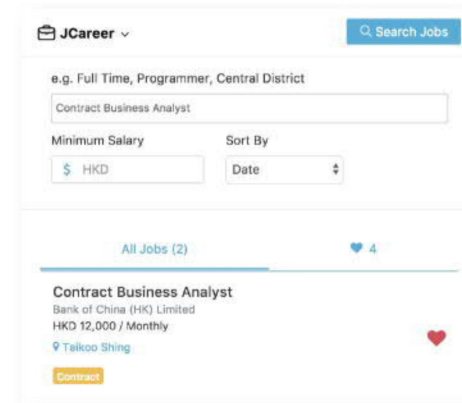 JCareer
Search Jobs
e.g. Full Time, Programmer, Central District
Contract Business Analyst
Minimum Salary Sort By
$ HKD Date
All Jobs (2) 4
Contract Business Analyst
Bank of China (HK) Limited
HKD 12,000 / Monthly
Taikoo Shing
Contract